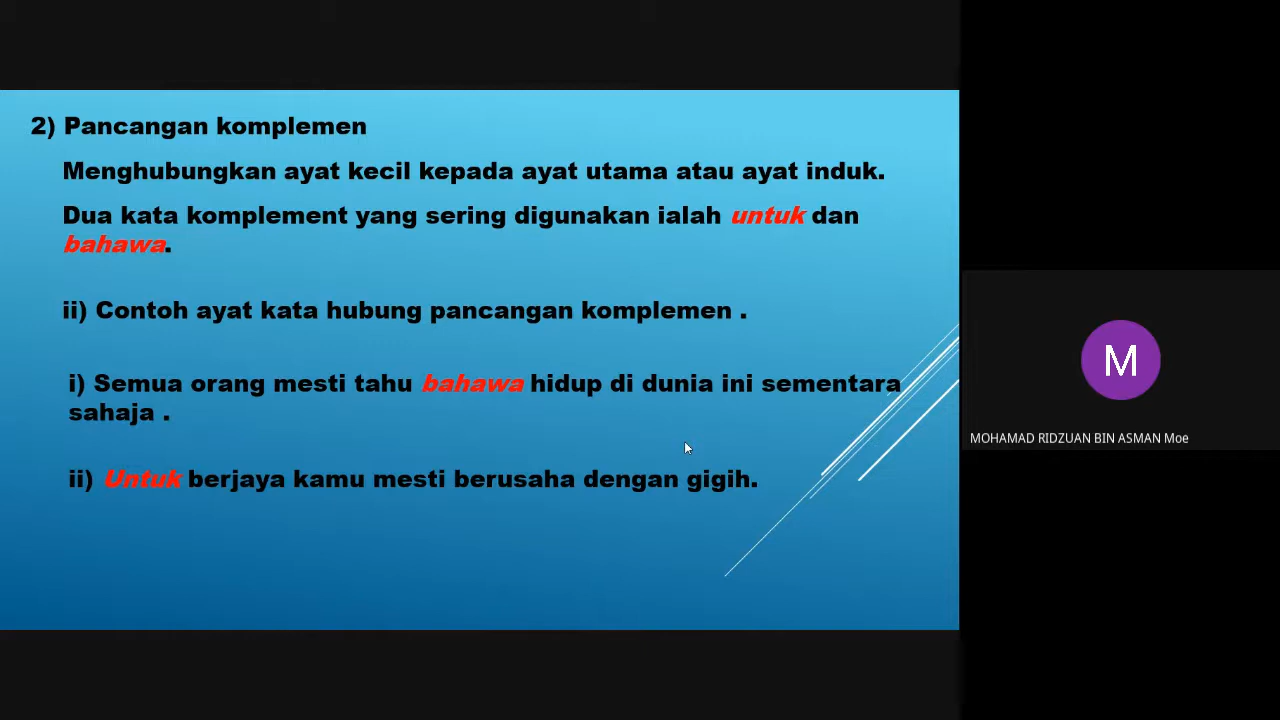 2) Pancangan komplemen
Menghubungkan ayat kecil kepada ayat utama atau ayat induk.
Dua kata komplement yang sering digunakan ialah untuk dan
bahawa.
ii) Contoh ayat kata hubung pancangan komplemen .
i) Semua orang mesti tahu bahawa hidup di dunia ini sementara
sahaja .
ii) Untuk berjaya kamu mesti berusaha dengan gigih.
M
MOHAMAD RIDZUAN BIN ASMAN Moe